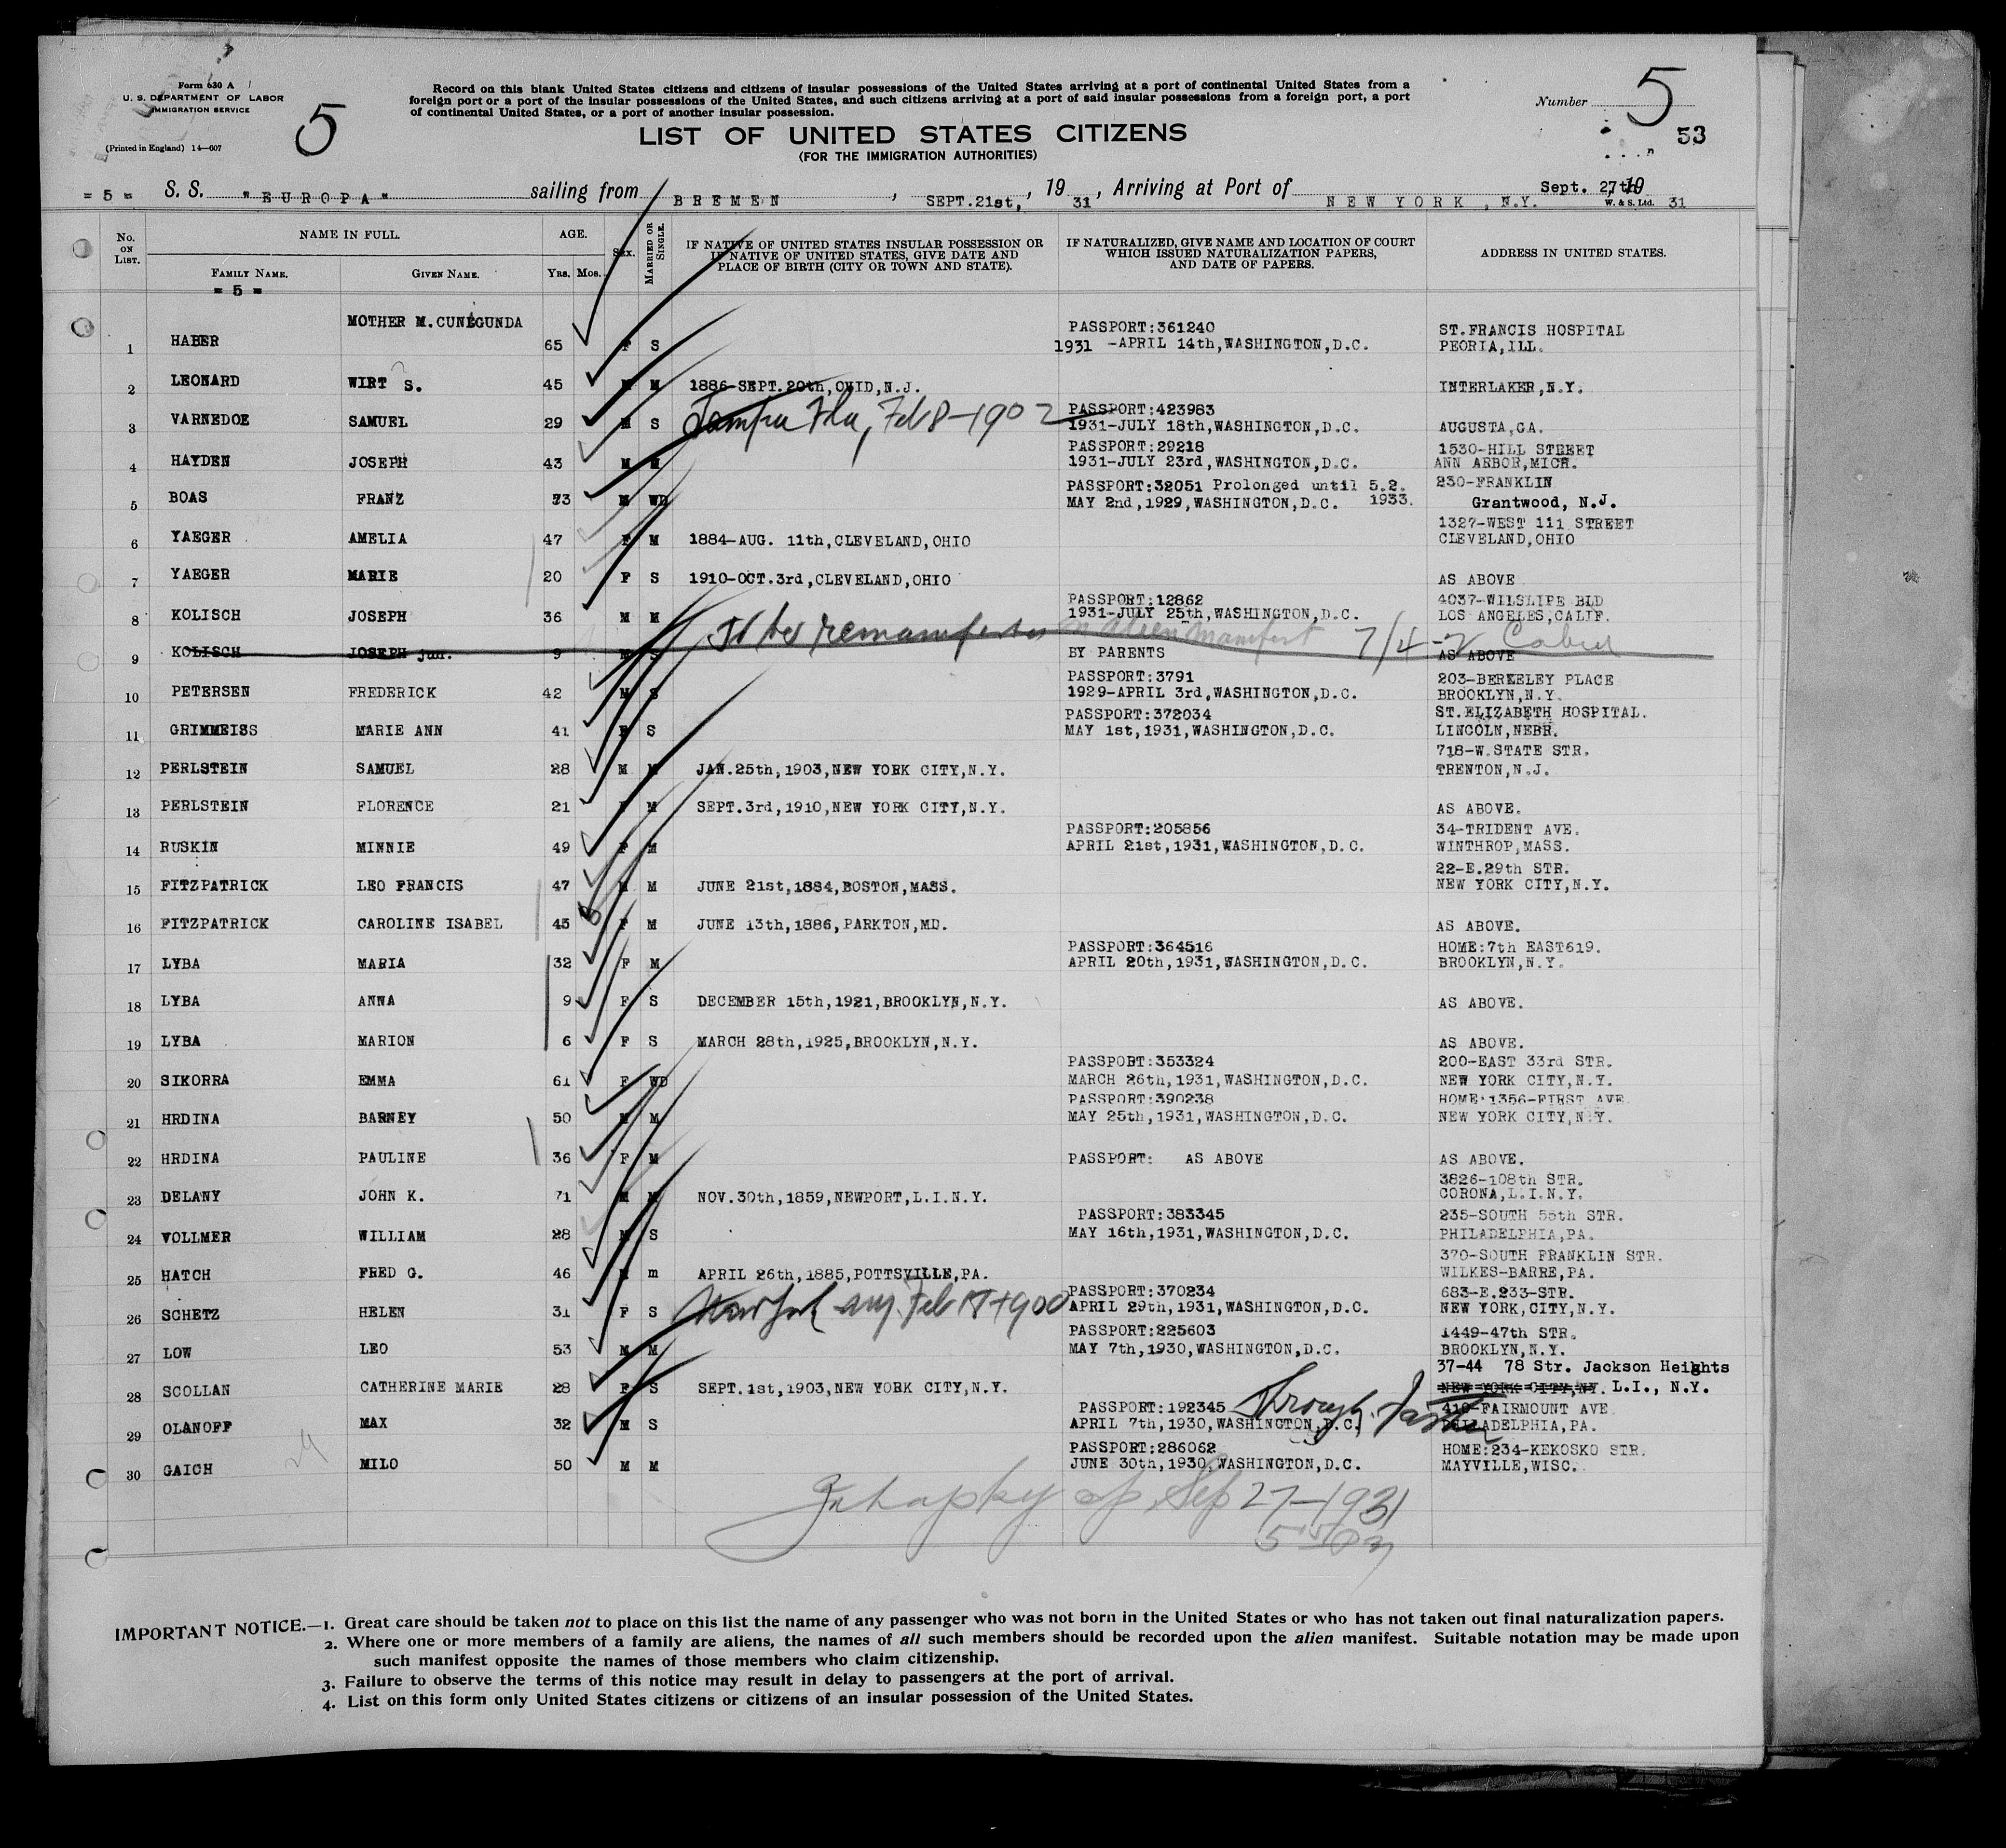 Form 630 A
U. S. DEPARTMENT OF LABOR
IMMIGRATION SERVICE
(Printed in England) 14—607
5
Record on this blank United States citizens and citizens of insular possessions of the United States arriving at a port of continental United States from a
foreign port or a port of the insular possessions of the United States, and such citizens arriving at a port of said insular possessions from a foreign port, a port
of continental United States, or a port of another insular possession.
LIST OF UNITED STATES CITIZENS
(FOR THE IMMIGRATION AUTHORITIES)
Number 5
53
= 5 = S. S. "EUROPA" sailing from BREMEN, SEPT.21st, 19 31, Arriving at Port of NEW YORK, N.Y. Sept. 27th 19 31
W. & S. Ltd.
No. ON LIST. NAME IN FULL. AGE. Sex. MARRIED OR SINGLE. IF NATIVE OF UNITED STATES INSULAR POSSESSION OR IF NATIVE OF UNITED STATES, GIVE DATE AND PLACE OF BIRTH (CITY OR TOWN AND STATE). IF NATURALIZED, GIVE NAME AND LOCATION OF COURT WHICH ISSUED NATURALIZATION PAPERS, AND DATE OF PAPERS. ADDRESS IN UNITED STATES.
FAMILY NAME. GIVEN NAME. YRS. MOS.
= 5 =
MOTHER M.CUNEGUNDA PASSPORT:361240 ST.FRANCIS HOSPITAL
1 HABER 65 F S 1931 -APRIL 14th,WASHINGTON,D.C. PEORIA,ILL.
2 LEONARD WIRT S. 45 M M 1886-SEPT.20th,OVID,N.J. INTERLAKER,N.Y.
PASSPORT:423983
3 VARNEDOE SAMUEL 29 M S Tampa Fla, Feb 8-1902 1931-JULY 18th,WASHINGTON,D.C. AUGUSTA,GA.
PASSPORT:29218 1530-HILL STREET
4 HAYDEN JOSEPH 43 M M 1931-JULY 23rd,WASHINGTON,D.C. ANN ARBOR,MICH.
PASSPORT:32051 Prolonged until 5.2. 230-FRANKLIN
5 BOAS FRANZ 73 M WD MAY 2nd,1929,WASHINGTON,D.C. 1933. Grantwood, N.J.
1327-WEST 111 STREET
6 YAEGER AMELIA 47 F M 1884-AUG. 11th,CLEVELAND,OHIO CLEVELAND,OHIO
7 YAEGER MARIE 20 F S 1910-OCT.3rd,CLEVELAND,OHIO AS ABOVE
PASSPORT:12862 4037-WILSLIPE BLD
8 KOLISCH JOSEPH 36 M M 1931-JULY 25th,WASHINGTON,D.C. LOS ANGELES,CALIF.
alien manifest 7/4-2
9 KOLISCH JOSEPH jun. 9 M S BY PARENTS AS ABOVE
PASSPORT:3791 203-BERKELEY PLACE
10 PETERSEN FREDERICK 42 M S 1929-APRIL 3rd,WASHINGTON,D.C. BROOKLYN,N.Y.
PASSPORT:372034 ST.ELIZABETH HOSPITAL.
11 GRIMMEISS MARIE ANN 41 F S MAY 1st,1931,WASHINGTON,D.C. LINCOLN,NEBR.
718-W.STATE STR.
12 PERLSTEIN SAMUEL 28 M M JAN.25th,1903,NEW YORK CITY,N.Y. TRENTON,N.J.
13 PERLSTEIN FLORENCE 21 F M SEPT.3rd,1910,NEW YORK CITY,N.Y. AS ABOVE.
PASSPORT:205856 34-TRIDENT AVE.
14 RUSKIN MINNIE 49 F M APRIL 21st,1931,WASHINGTON,D.C. WINTHROP,MASS.
22-E.29th STR.
15 FITZPATRICK LEO FRANCIS 47 M M JUNE 21st,1884,BOSTON,MASS. NEW YORK CITY,N.Y.
16 FITZPATRICK CAROLINE ISABEL 45 F M JUNE 13th,1886,PARKTON,MD. AS ABOVE.
PASSPORT:364516 HOME:7th EAST619.
17 LYBA MARIA 32 F M APRIL 20th,1931,WASHINGTON,D.C. BROOKLYN,N.Y.
18 LYBA ANNA 9 F S DECEMBER 15th,1921,BROOKLYN,N.Y. AS ABOVE.
19 LYBA MARION 6 F S MARCH 28th,1925,BROOKLYN,N.Y. AS ABOVE.
PASSPORT:353324 200-EAST 33rd STR.
20 SIKORRA EMMA 61 F WD MARCH 26th,1931,WASHINGTON,D.C. NEW YORK CITY,N.Y.
PASSPORT:390238 HOME:1356-FIRST AVE
21 HRDINA BARNEY 50 M M MAY 25th,1931,WASHINGTON,D.C. NEW YORK CITY,N.Y.
22 HRDINA PAULINE 36 F M PASSPORT: AS ABOVE AS ABOVE.
3826-108th STR.
23 DELANY JOHN K. 71 M M NOV.30th,1859,NEWPORT,L.I.N.Y. CORONA,L.I.N.Y.
PASSPORT:383345 235-SOUTH 55th STR.
24 VOLLMER WILLIAM 28 M S MAY 16th,1931,WASHINGTON,D.C. PHILADELPHIA,PA.
370-SOUTH FRANKLIN STR.
25 HATCH FRED G. 46 M m APRIL 26th,1885,POTTSVILLE,PA. WILKES-BARRE,PA.
PASSPORT:370234 683-E.233-STR.
26 SCHETZ HELEN 31 F S APRIL 29th,1931,WASHINGTON,D.C. NEW YORK,CITY,N.Y.
PASSPORT:225603 1449-47th STR.
27 LOW LEO 53 M M MAY 7th,1930,WASHINGTON,D.C. BROOKLYN,N.Y.
37-44 78 Str. Jackson Heights
28 SCOLLAN CATHERINE MARIE 28 F S SEPT.1st,1903,NEW YORK CITY,N.Y. NEW YORK CITY,NY. L.I., N.Y.
PASSPORT:192345 Through Father 410-FAIRMOUNT AVE
29 OLANOFF MAX 32 M S APRIL 7th,1930,WASHINGTON,D.C. PHILADELPHIA,PA.
PASSPORT:286062 HOME:234-KEKOSKO STR.
30 GAICH MILO 50 M M JUNE 30th,1930,WASHINGTON,D.C. MAYVILLE,WISC.
Sep 27-1931
IMPORTANT NOTICE.—1. Great care should be taken not to place on this list the name of any passenger who was not born in the United States or who has not taken out final naturalization papers.
2. Where one or more members of a family are aliens, the names of all such members should be recorded upon the alien manifest. Suitable notation may be made upon
such manifest opposite the names of those members who claim citizenship.
3. Failure to observe the terms of this notice may result in delay to passengers at the port of arrival.
4. List on this form only United States citizens or citizens of an insular possession of the United States.